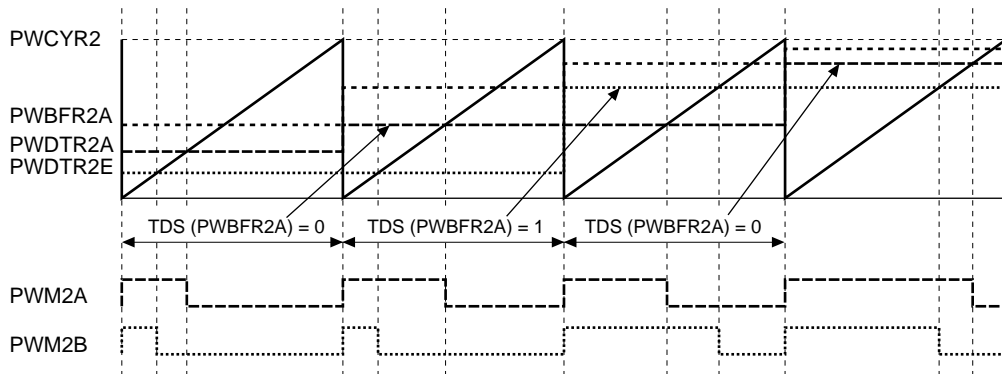 PWCYR2
PWBFR2A
PWDTR2A
PWDTR2E
TDS (PWBFR2A) = 0 TDS (PWBFR2A) = 1 TDS (PWBFR2A) = 0
PWM2A
PWM2B